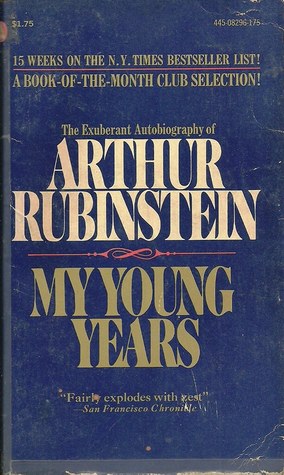 $1.75
445-08296-175
15 WEEKS ON THE N.Y. TIMES BESTSELLER LIST!
A BOOK-OF-THE-MONTH CLUB SELECTION!
The Exuberant Autobiography of
ARTHUR
RUBINSTEIN
MY YOUNG
YEARS
“Fairly explodes with zest”
—San Francisco Chronicle